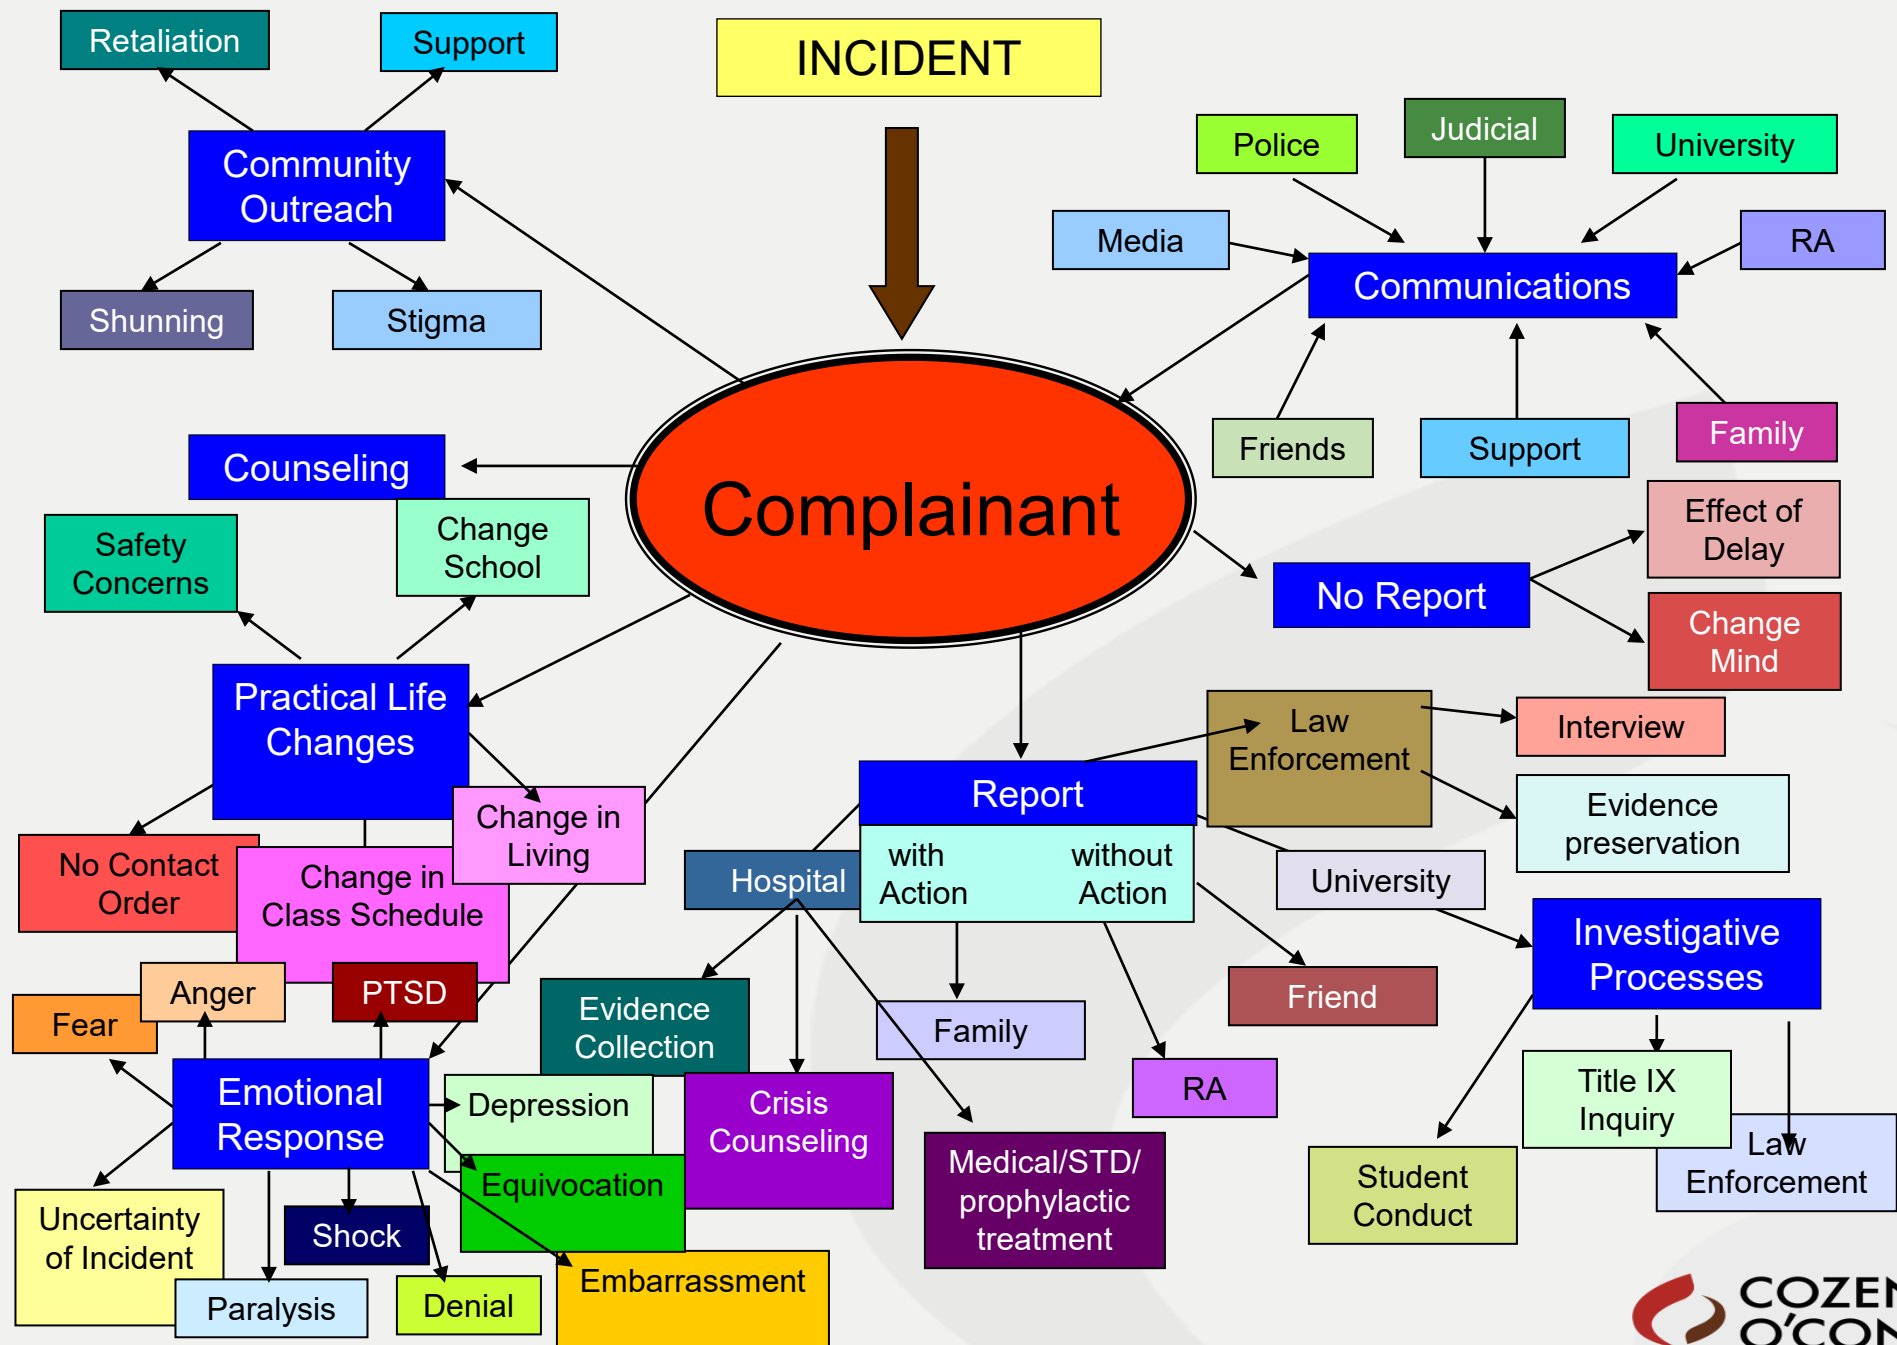 INCIDENT
Retaliation
Support
Community
Outreach
Shunning
Stigma
Police
Judicial
University
Media
RA
Communications
Friends
Support
Family
Complainant
Counseling
Safety
Concerns
Change
School
Practical Life
Changes
No Contact
Order
Change in
Class Schedule
Change in
Living
No Report
Effect of
Delay
Change
Mind
Report
with
Action
without
Action
Law
Enforcement
Interview
Evidence
preservation
Hospital
University
Investigative
Processes
Evidence
Collection
Crisis
Counseling
Medical/STD/
prophylactic
treatment
Family
RA
Friend
Student
Conduct
Title IX
Inquiry
Law
Enforcement
Fear
Anger
PTSD
Emotional
Response
Depression
Equivocation
Embarrassment
Uncertainty
of Incident
Paralysis
Shock
Denial
COZEN
O'CON